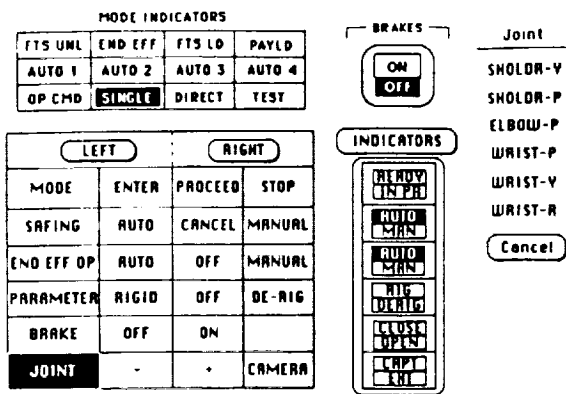 MODE INDICATORS
FTS UNL END EFF FTS LO PAYLD
AUTO 1 AUTO 2 AUTO 3 AUTO 4
OP CMD SINGLE DIRECT TEST
LEFT RIGHT
MODE ENTER PROCEED STOP
SAFING AUTO CANCEL MANUAL
END EFF OP AUTO OFF MANUAL
PARAMETER RIGID OFF DE-RIG
BRAKE OFF ON
JOINT - + CAMERA
BRAKES
ON
OFF
INDICATORS
READY
IN PR
AUTO
MAN
AUTO
MAN
RIG
DERIG
CLOSE
OPEN
CAPT
Joint
SHOLDR-Y
SHOLDR-P
ELBOW-P
WRIST-P
WRIST-Y
WRIST-R
Cancel